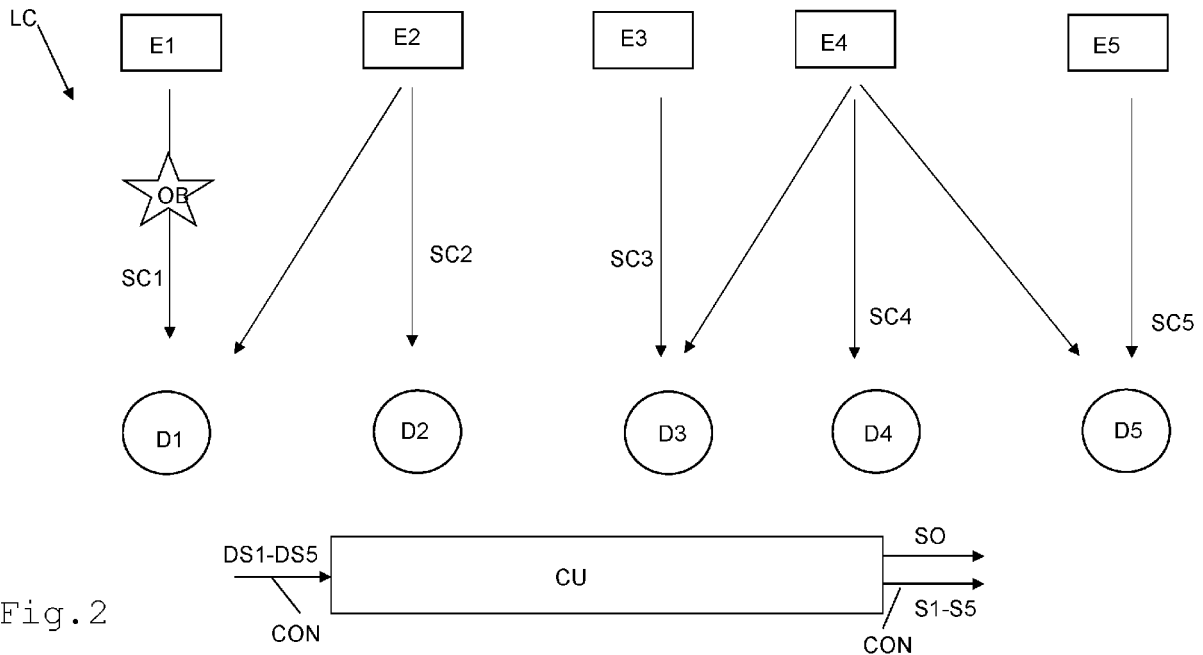 LC
E1
E2
E3
E4
E5
OB
SC1
SC2
SC3
SC4
SC5
D1
D2
D3
D4
D5
DS1-DS5
CU
SO
S1-S5
CON
CON
Fig.2